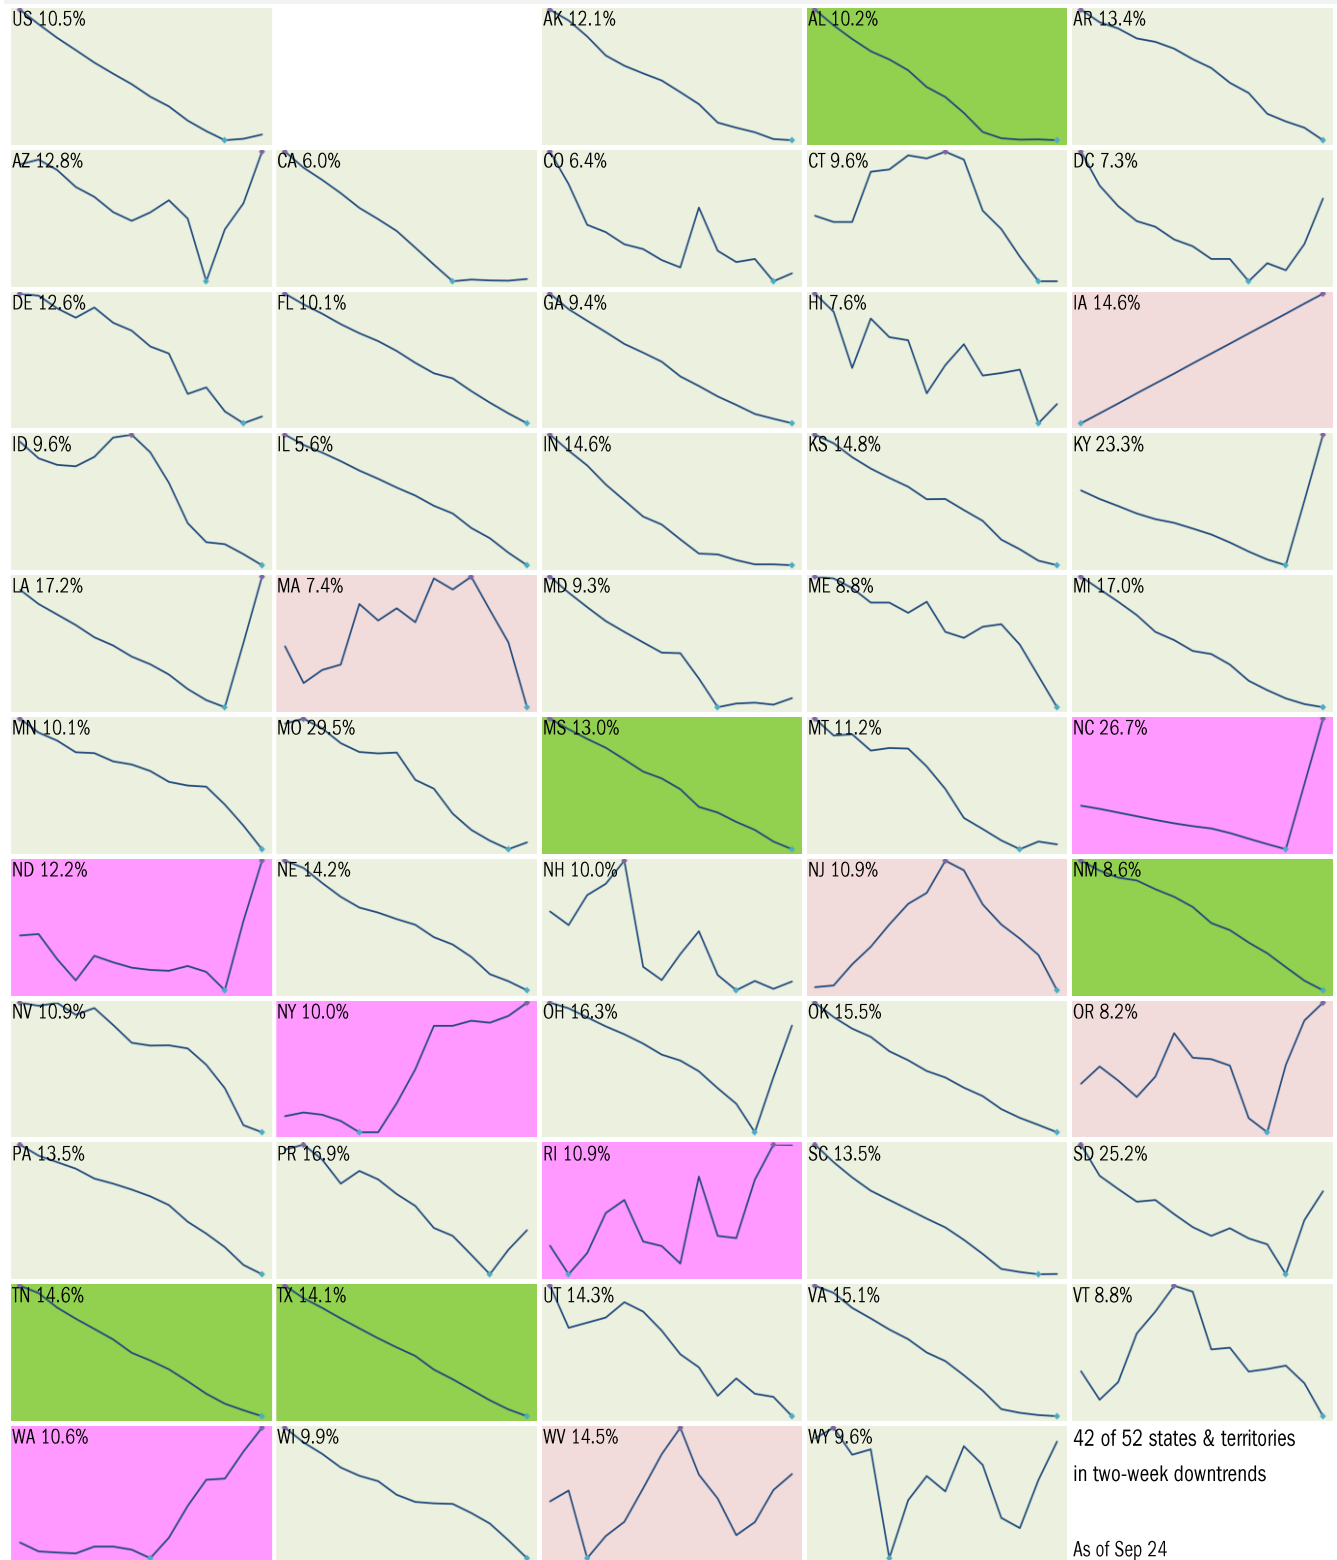 US 10.5%
AK 12.1%
AL 10.2%
AR 13.4%
AZ 12.8%
CA 6.0%
CO 6.4%
CT 9.6%
DC 7.3%
DE 12.6%
FL 10.1%
GA 9.4%
HI 7.6%
IA 14.6%
ID 9.6%
IL 5.6%
IN 14.6%
KS 14.8%
KY 23.3%
LA 17.2%
MA 7.4%
MD 9.3%
ME 8.8%
MI 17.0%
MN 10.1%
MO 29.5%
MS 13.0%
MT 11.2%
NC 26.7%
ND 12.2%
NE 14.2%
NH 10.0%
NJ 10.9%
NM 8.6%
NV 10.9%
NY 10.0%
OH 16.3%
OK 15.5%
OR 8.2%
PA 13.5%
PR 16.9%
RI 10.9%
SC 13.5%
SD 25.2%
TN 14.6%
TX 14.1%
UT 14.3%
VA 15.1%
VT 8.8%
WA 10.6%
WI 9.9%
WV 14.5%
WY 9.6%
42 of 52 states & territories
in two-week downtrends
As of Sep 24